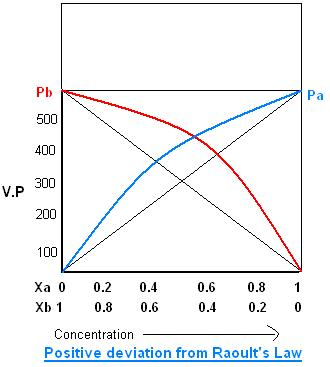 Pb
Pa
500
400
300
V.P
200
100
Xa 0 0.2 0.4 0.6 0.8 1
Xb 1 0.8 0.6 0.4 0.2 0
Concentration
Positive deviation from Raoult's Law